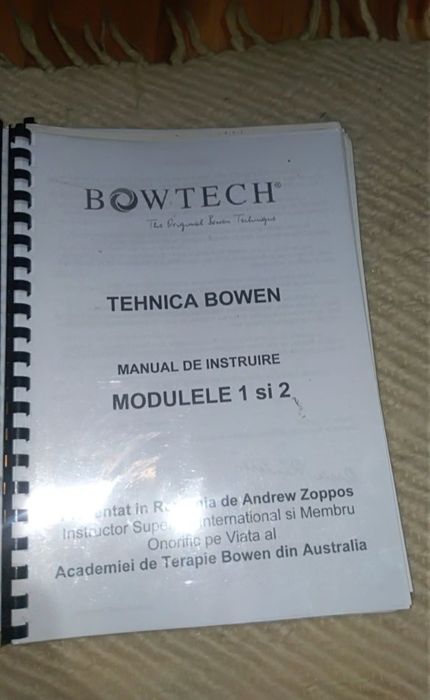 BOWTECH®
The Original Bowen Technique
TEHNICA BOWEN
MANUAL DE INSTRUIRE
MODULELE 1 si 2
in de Andrew Zoppos
Instructor international si Membru
Onorific pe Viata al
Academiei de Terapie Bowen din Australia